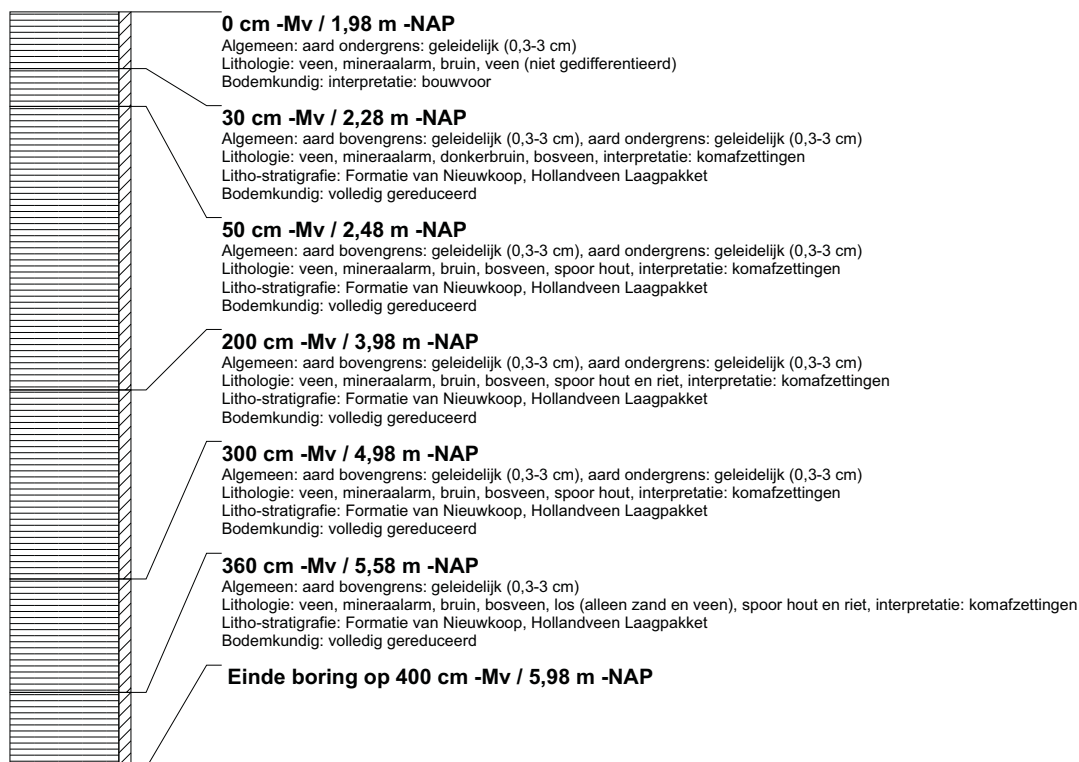 0 cm -Mv / 1,98 m -NAP
Algemeen: aard ondergrens: geleidelijk (0,3-3 cm)
Lithologie: veen, mineraalarm, bruin, veen (niet gedifferentieerd)
Bodemkundig: interpretatie: bouwvoor
30 cm -Mv / 2,28 m -NAP
Algemeen: aard bovengrens: geleidelijk (0,3-3 cm), aard ondergrens: geleidelijk (0,3-3 cm)
Lithologie: veen, mineraalarm, donkerbruin, bosveen, interpretatie: komafzettingen
Litho-stratigrafie: Formatie van Nieuwkoop, Hollandveen Laagpakket
Bodemkundig: volledig gereduceerd
50 cm -Mv / 2,48 m -NAP
Algemeen: aard bovengrens: geleidelijk (0,3-3 cm), aard ondergrens: geleidelijk (0,3-3 cm)
Lithologie: veen, mineraalarm, bruin, bosveen, spoor hout, interpretatie: komafzettingen
Litho-stratigrafie: Formatie van Nieuwkoop, Hollandveen Laagpakket
Bodemkundig: volledig gereduceerd
200 cm -Mv / 3,98 m -NAP
Algemeen: aard bovengrens: geleidelijk (0,3-3 cm), aard ondergrens: geleidelijk (0,3-3 cm)
Lithologie: veen, mineraalarm, bruin, bosveen, spoor hout en riet, interpretatie: komafzettingen
Litho-stratigrafie: Formatie van Nieuwkoop, Hollandveen Laagpakket
Bodemkundig: volledig gereduceerd
300 cm -Mv / 4,98 m -NAP
Algemeen: aard bovengrens: geleidelijk (0,3-3 cm), aard ondergrens: geleidelijk (0,3-3 cm)
Lithologie: veen, mineraalarm, bruin, bosveen, spoor hout, interpretatie: komafzettingen
Litho-stratigrafie: Formatie van Nieuwkoop, Hollandveen Laagpakket
Bodemkundig: volledig gereduceerd
360 cm -Mv / 5,58 m -NAP
Algemeen: aard bovengrens: geleidelijk (0,3-3 cm)
Lithologie: veen, mineraalarm, bruin, bosveen, los (alleen zand en veen), spoor hout en riet, interpretatie: komafzettingen
Litho-stratigrafie: Formatie van Nieuwkoop, Hollandveen Laagpakket
Bodemkundig: volledig gereduceerd
Einde boring op 400 cm -Mv / 5,98 m -NAP